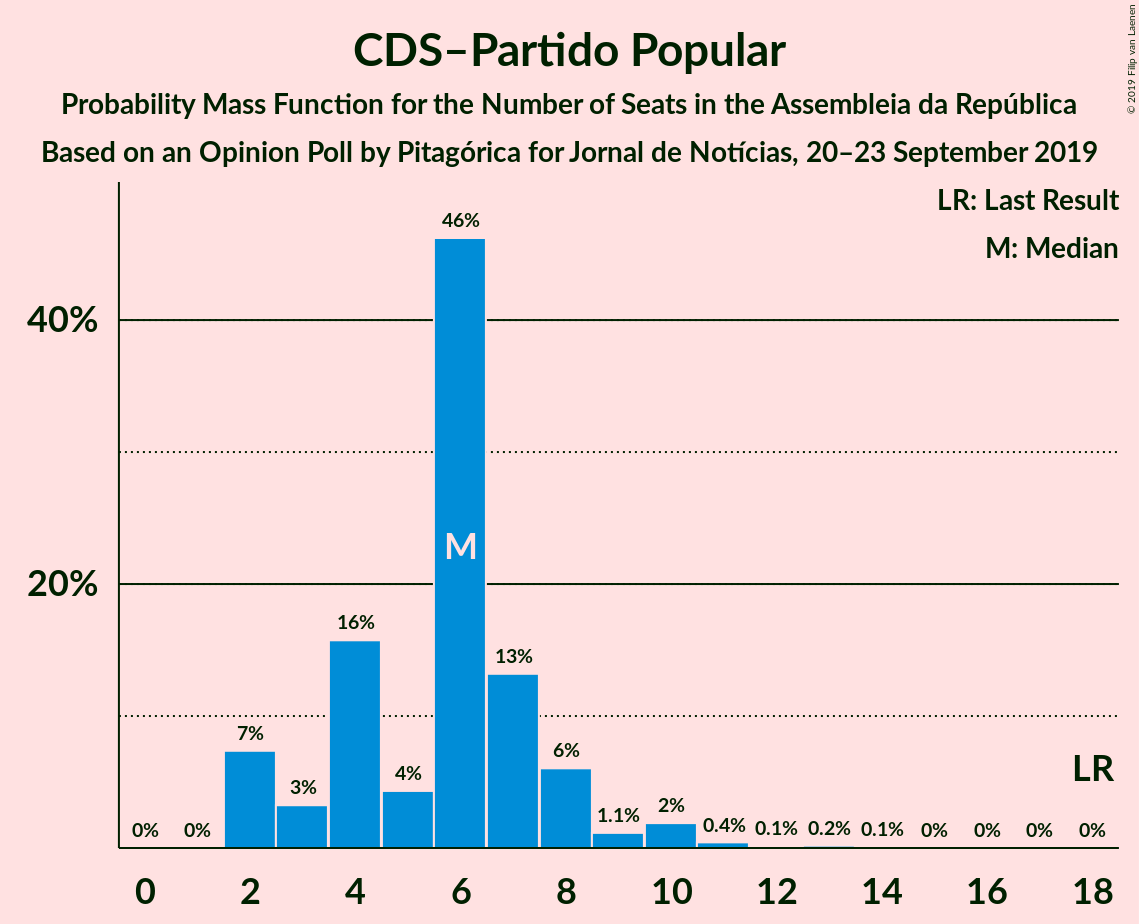 CDS–Partido Popular
Probability Mass Function for the Number of Seats in the Assembleia da República
Based on an Opinion Poll by Pitagórica for Jornal de Notícias, 20–23 September 2019
© 2019 Filip van Laenen
LR: Last Result
M: Median
46%
40%
M
20%
16%
13%
7%
6%
4%
3%
2%
1.1%
0.4%
0.1%
0.2%
0.1%
0%
0%
0%
0%
0%
0%
LR
0 2 4 6 8 10 12 14 16 18